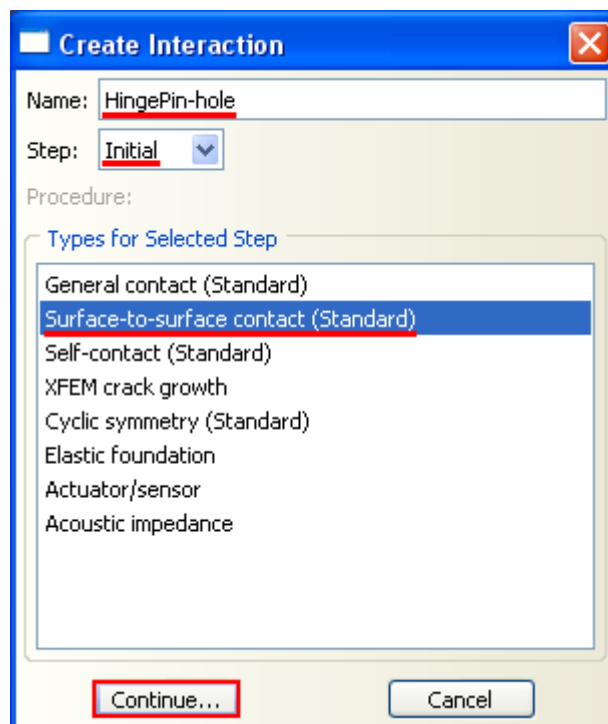 Create Interaction
Name: HingePin-hole
Step: Initial
Procedure:
Types for Selected Step
General contact (Standard)
Surface-to-surface contact (Standard)
Self-contact (Standard)
XFEM crack growth
Cyclic symmetry (Standard)
Elastic foundation
Actuator/sensor
Acoustic impedance
Continue... Cancel